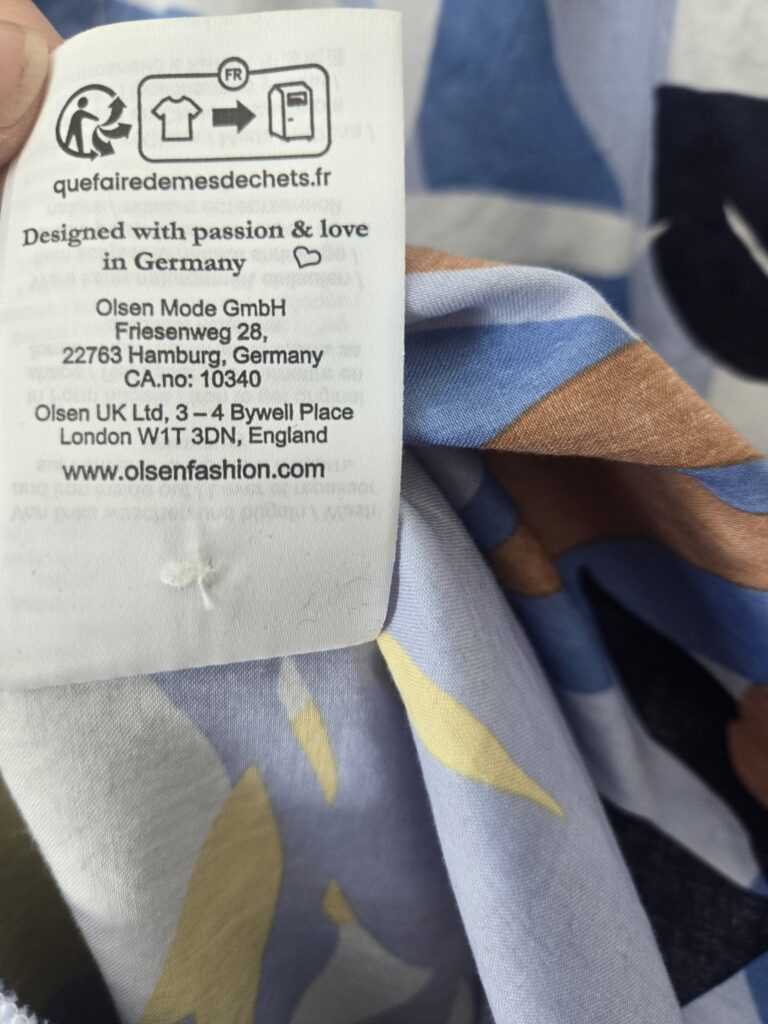 FR
quefairedemesdechets.fr
Designed with passion & love
in Germany
Olsen Mode GmbH
Friesenweg 28,
22763 Hamburg, Germany
CA.no: 10340
Olsen UK Ltd, 3 – 4 Bywell Place
London W1T 3DN, England
www.olsenfashion.com